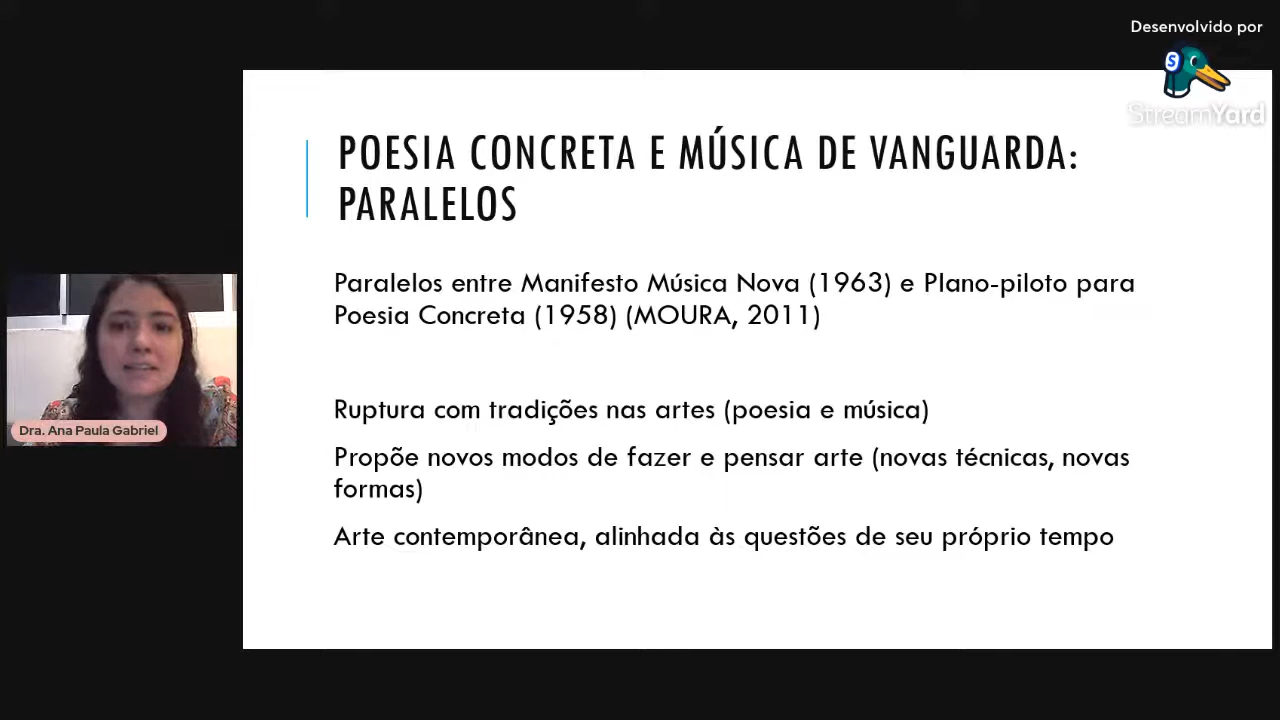 Desenvolvido por
S
StreamYard
POESIA CONCRETA E MÚSICA DE VANGUARDA:
PARALELOS
Paralelos entre Manifesto Música Nova (1963) e Plano-piloto para
Poesia Concreta (1958) (MOURA, 2011)
Ruptura com tradições nas artes (poesia e música)
Propõe novos modos de fazer e pensar arte (novas técnicas, novas
formas)
Arte contemporânea, alinhada às questões de seu próprio tempo
Dra. Ana Paula Gabriel